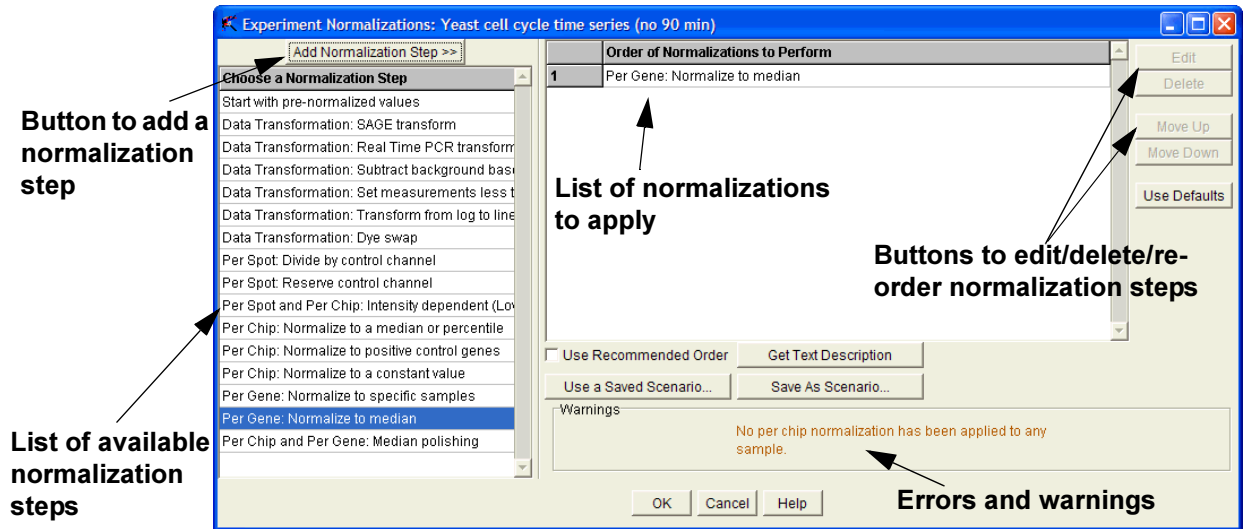 Experiment Normalizations: Yeast cell cycle time series (no 90 min)
Add Normalization Step >>
Choose a Normalization Step
Start with pre-normalized values
Data Transformation: SAGE transform
Data Transformation: Real Time PCR transform
Data Transformation: Subtract background base
Data Transformation: Set measurements less t
Data Transformation: Transform from log to line
Data Transformation: Dye swap
Per Spot: Divide by control channel
Per Spot: Reserve control channel
Per Spot and Per Chip: Intensity dependent (Lov
Per Chip: Normalize to a median or percentile
Per Chip: Normalize to positive control genes
Per Chip: Normalize to a constant value
Per Gene: Normalize to specific samples
Per Gene: Normalize to median
Per Chip and Per Gene: Median polishing
Button to add a
normalization
step
List of available
normalization
steps
Order of Normalizations to Perform
1 Per Gene: Normalize to median
List of normalizations
to apply
Edit
Delete
Move Up
Move Down
Use Defaults
Buttons to edit/delete/re-
order normalization steps
Use Recommended Order
Get Text Description
Use a Saved Scenario...
Save As Scenario...
Warnings
No per chip normalization has been applied to any
sample.
Errors and warnings
OK
Cancel
Help